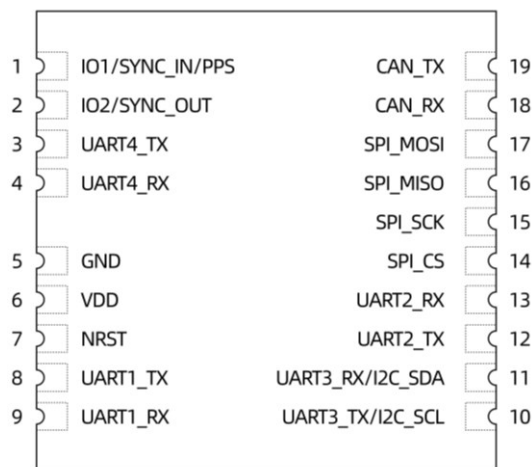 1 IO1/SYNC_IN/PPS CAN_TX 19
2 IO2/SYNC_OUT CAN_RX 18
3 UART4_TX SPI_MOSI 17
4 UART4_RX SPI_MISO 16
SPI_SCK 15
5 GND SPI_CS 14
6 VDD UART2_RX 13
7 NRST UART2_TX 12
8 UART1_TX UART3_RX/I2C_SDA 11
9 UART1_RX UART3_TX/I2C_SCL 10